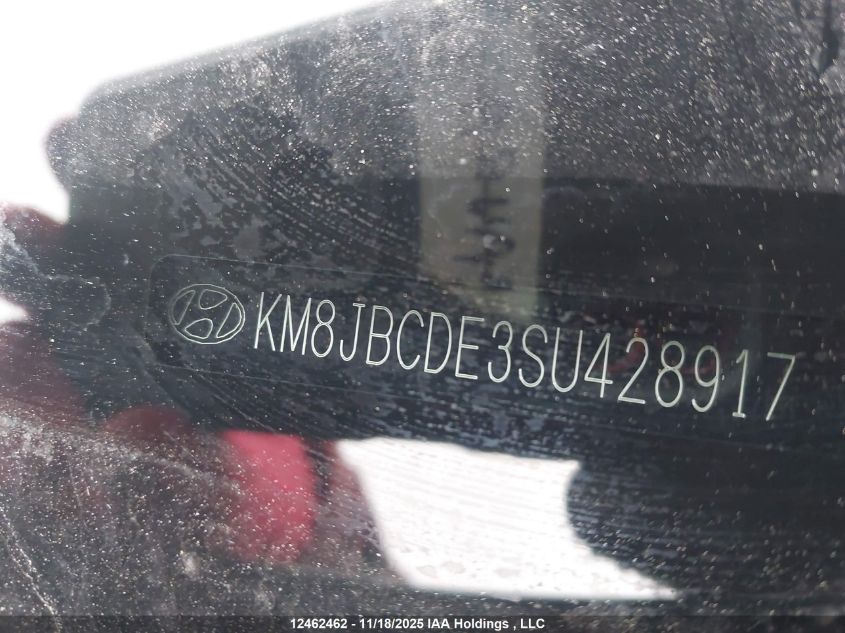 KM8JBCDE3SU428917
12462462 - 11/18/2025 IAA Holdings , LLC